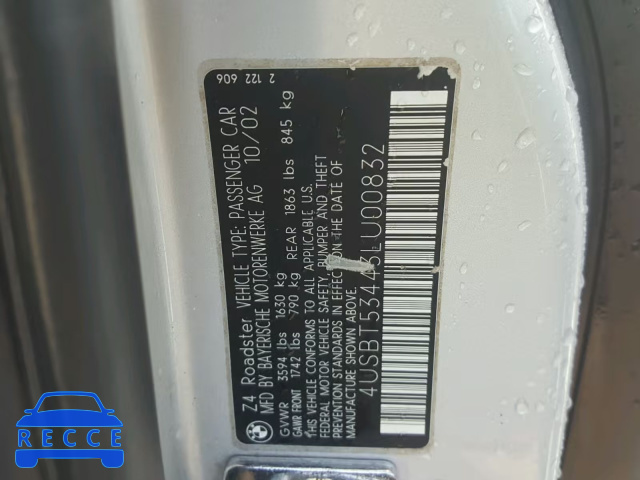 2 122 606
Z4 Roadster VEHICLE TYPE: PASSENGER CAR
MFD BY BAYERISCHE MOTORENWERKE AG 10/02
GVWR 3594 lbs 1630 kg
GAWR FRONT 1742 lbs 790 kg REAR 1863 lbs 845 kg
THIS VEHICLE CONFORMS TO ALL APPLICABLE U.S.
FEDERAL MOTOR VEHICLE SAFETY, BUMPER AND THEFT
PREVENTION STANDARDS IN EFFECT ON THE DATE OF
MANUFACTURE SHOWN ABOVE.
4USBT53443LU00832
RECCE